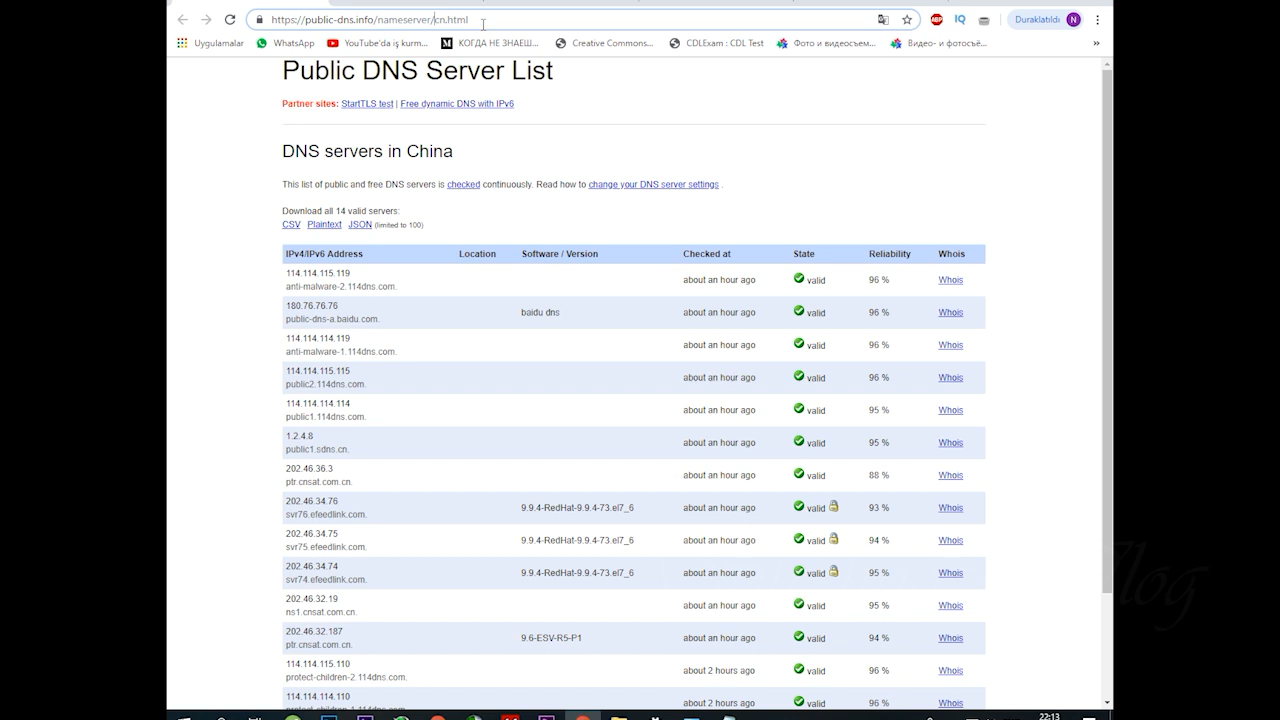 https://public-dns.info/nameserver/cn.html
ABP
IQ
Duraklatıldı N
Uygulamalar WhatsApp YouTube'da iş kurm... M КОГДА НЕ ЗНАЕШ... Creative Commons... CDLExam : CDL Test Фото и видеосъем... Видео- и фотосъё... »
Public DNS Server List
Partner sites: StartTLS test | Free dynamic DNS with IPv6
DNS servers in China
This list of public and free DNS servers is checked continuously. Read how to change your DNS server settings .
Download all 14 valid servers:
CSV Plaintext JSON (limited to 100)
IPv4/IPv6 Address Location Software / Version Checked at State Reliability Whois
114.114.115.119
anti-malware-2.114dns.com.
about an hour ago valid 96 % Whois
180.76.76.76
public-dns-a.baidu.com.
baidu dns about an hour ago valid 96 % Whois
114.114.114.119
anti-malware-1.114dns.com.
about an hour ago valid 96 % Whois
114.114.115.115
public2.114dns.com.
about an hour ago valid 96 % Whois
114.114.114.114
public1.114dns.com.
about an hour ago valid 95 % Whois
1.2.4.8
public1.sdns.cn.
about an hour ago valid 95 % Whois
202.46.36.3
ptr.cnsat.com.cn.
about an hour ago valid 88 % Whois
202.46.34.76
svr76.efeedlink.com.
9.9.4-RedHat-9.9.4-73.el7_6 about an hour ago valid 93 % Whois
202.46.34.75
svr75.efeedlink.com.
9.9.4-RedHat-9.9.4-73.el7_6 about an hour ago valid 94 % Whois
202.46.34.74
svr74.efeedlink.com.
9.9.4-RedHat-9.9.4-73.el7_6 about an hour ago valid 95 % Whois
202.46.32.19
ns1.cnsat.com.cn.
about an hour ago valid 95 % Whois
202.46.32.187
ptr.cnsat.com.cn.
9.6-ESV-R5-P1 about an hour ago valid 94 % Whois
114.114.115.110
protect-children-2.114dns.com.
about 2 hours ago valid 96 % Whois
114.114.114.110
protect-children-1.114dns.com.
about 2 hours ago valid 96 % Whois
22:13